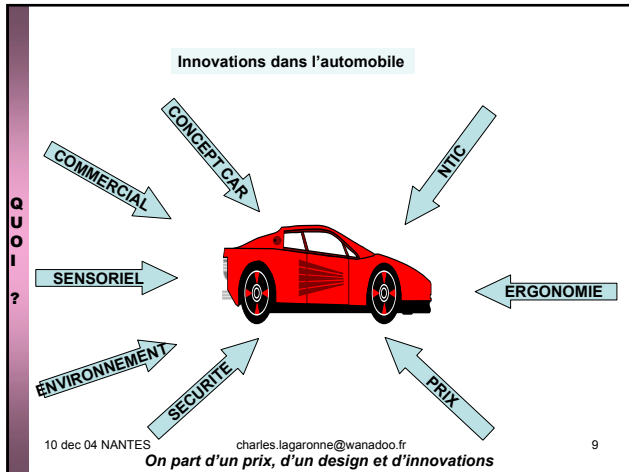 Innovations dans l'automobile
CONCEPT CAR
NTIC
COMMERCIAL
QUOI ?
SENSORIEL
ERGONOMIE
ENVIRONNEMENT
SECURITE
PRIX
10 dec 04 NANTES charles.lagaronne@wanadoo.fr 9
On part d'un prix, d'un design et d'innovations